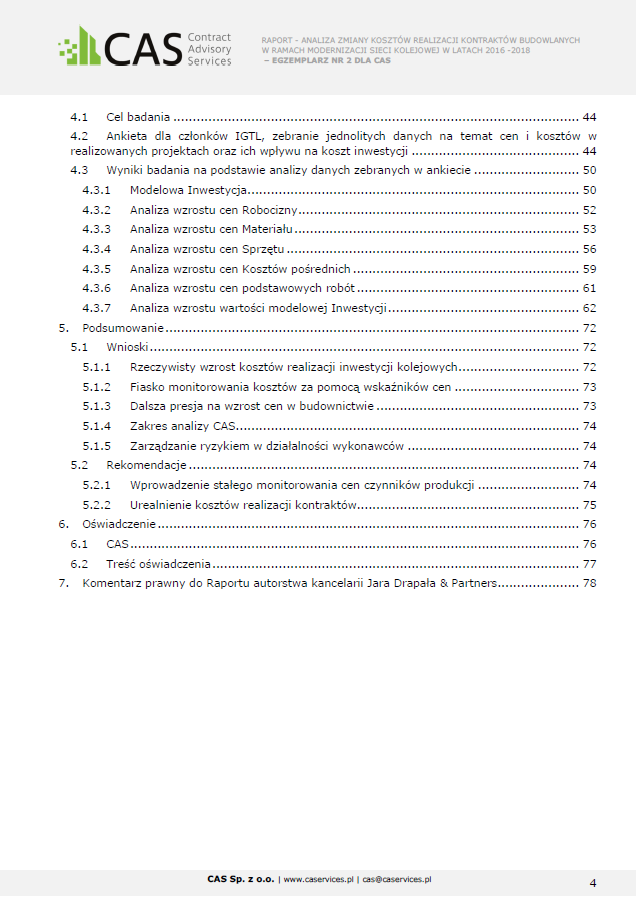 CAS Contract
Advisory
Services
RAPORT - ANALIZA ZMIANY KOSZTÓW REALIZACJI KONTRAKTÓW BUDOWLANYCH
W RAMACH MODERNIZACJI SIECI KOLEJOWEJ W LATACH 2016 -2018
– EGZEMPLARZ NR 2 DLA CAS
4.1 Cel badania ........ 44
4.2 Ankieta dla członków IGTL, zebranie jednolitych danych na temat cen i kosztów w
realizowanych projektach oraz ich wpływu na koszt inwestycji ........ 44
4.3 Wyniki badania na podstawie analizy danych zebranych w ankiecie ........ 50
4.3.1 Modelowa Inwestycja........ 50
4.3.2 Analiza wzrostu cen Robocizny........ 52
4.3.3 Analiza wzrostu cen Materiału ........ 53
4.3.4 Analiza wzrostu cen Sprzętu ........ 56
4.3.5 Analiza wzrostu cen Kosztów pośrednich ........ 59
4.3.6 Analiza wzrostu cen podstawowych robót ........ 61
4.3.7 Analiza wzrostu wartości modelowej Inwestycji........ 62
5. Podsumowanie ........ 72
5.1 Wnioski ........ 72
5.1.1 Rzeczywisty wzrost kosztów realizacji inwestycji kolejowych........ 72
5.1.2 Fiasko monitorowania kosztów za pomocą wskaźników cen ........ 73
5.1.3 Dalsza presja na wzrost cen w budownictwie ........ 73
5.1.4 Zakres analizy CAS........ 74
5.1.5 Zarządzanie ryzykiem w działalności wykonawców ........ 74
5.2 Rekomendacje ........ 74
5.2.1 Wprowadzenie stałego monitorowania cen czynników produkcji ........ 74
5.2.2 Urealnienie kosztów realizacji kontraktów........ 75
6. Oświadczenie ........ 76
6.1 CAS ........ 76
6.2 Treść oświadczenia ........ 77
7. Komentarz prawny do Raportu autorstwa kancelarii Jara Drapała & Partners........ 78
CAS Sp. z o.o. | www.caservices.pl | cas@caservices.pl
4